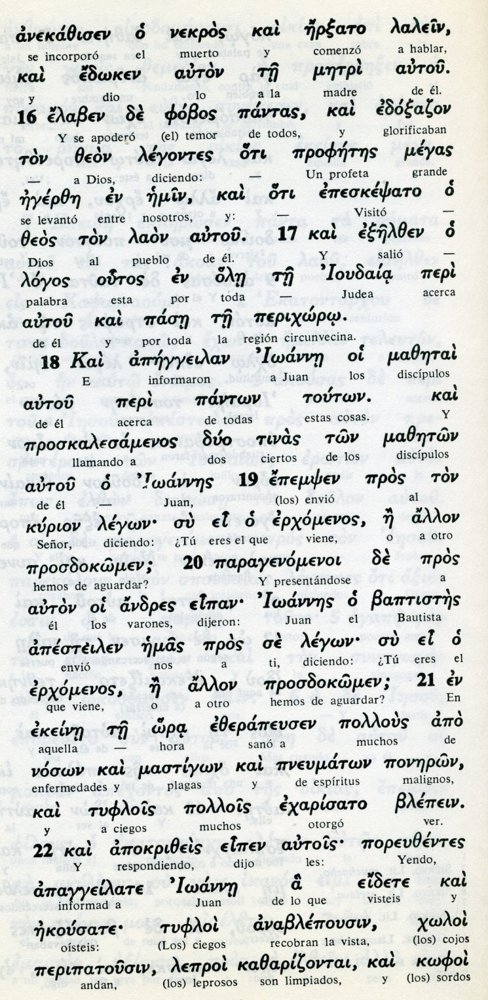 ἀνεκάθισεν ὁ νεκρὸς καὶ ἤρξατο λαλεῖν,
se incorporó el muerto y comenzó a hablar,
καὶ ἔδωκεν αὐτὸν τῇ μητρὶ αὐτοῦ.
y dio lo a la madre de él.
16 ἔλαβεν δὲ φόβος πάντας, καὶ ἐδόξαζον
Y se apoderó (el) temor de todos, y glorificaban
τὸν θεὸν λέγοντες ὅτι προφήτης μέγας
— a Dios, diciendo: — Un profeta grande
ἠγέρθη ἐν ἡμῖν, καὶ ὅτι ἐπεσκέψατο ὁ
se levantó entre nosotros, y: — Visitó —
θεὸς τὸν λαὸν αὐτοῦ. 17 καὶ ἐξῆλθεν ὁ
Dios al pueblo de él. Y salió —
λόγος οὗτος ἐν ὅλῃ τῇ Ἰουδαίᾳ περὶ
palabra esta por toda — Judea acerca
αὐτοῦ καὶ πάσῃ τῇ περιχώρῳ.
de él y por toda la región circunvecina.
18 Καὶ ἀπήγγειλαν Ἰωάννῃ οἱ μαθηταὶ
E informaron a Juan los discípulos
αὐτοῦ περὶ πάντων τούτων. καὶ
de él acerca de todas estas cosas. Y
προσκαλεσάμενος δύο τινὰς τῶν μαθητῶν
llamando a dos ciertos de los discípulos
αὐτοῦ ὁ Ἰωάννης 19 ἔπεμψεν πρὸς τὸν
de él — Juan, (los) envió al
κύριον λέγων· σὺ εἶ ὁ ἐρχόμενος, ἢ ἄλλον
Señor, diciendo: ¿Tú eres el que viene, o a otro
προσδοκῶμεν; 20 παραγενόμενοι δὲ πρὸς
hemos de aguardar? Y presentándose a
αὐτὸν οἱ ἄνδρες εἶπαν· Ἰωάννης ὁ βαπτιστὴς
él los varones, dijeron: Juan el Bautista
ἀπέστειλεν ἡμᾶς πρὸς σὲ λέγων· σὺ εἶ ὁ
envió nos a ti, diciendo: ¿Tú eres el
ἐρχόμενος, ἢ ἄλλον προσδοκῶμεν; 21 ἐν
que viene, o a otro hemos de aguardar? En
ἐκείνῃ τῇ ὥρᾳ ἐθεράπευσεν πολλοὺς ἀπὸ
aquella — hora sanó a muchos de
νόσων καὶ μαστίγων καὶ πνευμάτων πονηρῶν,
enfermedades y plagas y de espíritus malignos,
καὶ τυφλοῖς πολλοῖς ἐχαρίσατο βλέπειν.
y a ciegos muchos otorgó ver.
22 καὶ ἀποκριθεὶς εἶπεν αὐτοῖς· πορευθέντες
Y respondiendo, dijo les: Yendo,
ἀπαγγείλατε Ἰωάννῃ ἃ εἴδετε καὶ
informad a Juan de lo que visteis y
ἠκούσατε· τυφλοὶ ἀναβλέπουσιν, χωλοὶ
oísteis: (Los) ciegos recobran la vista, (los) cojos
περιπατοῦσιν, λεπροὶ καθαρίζονται, καὶ κωφοὶ
andan, (los) leprosos son limpiados, y (los) sordos